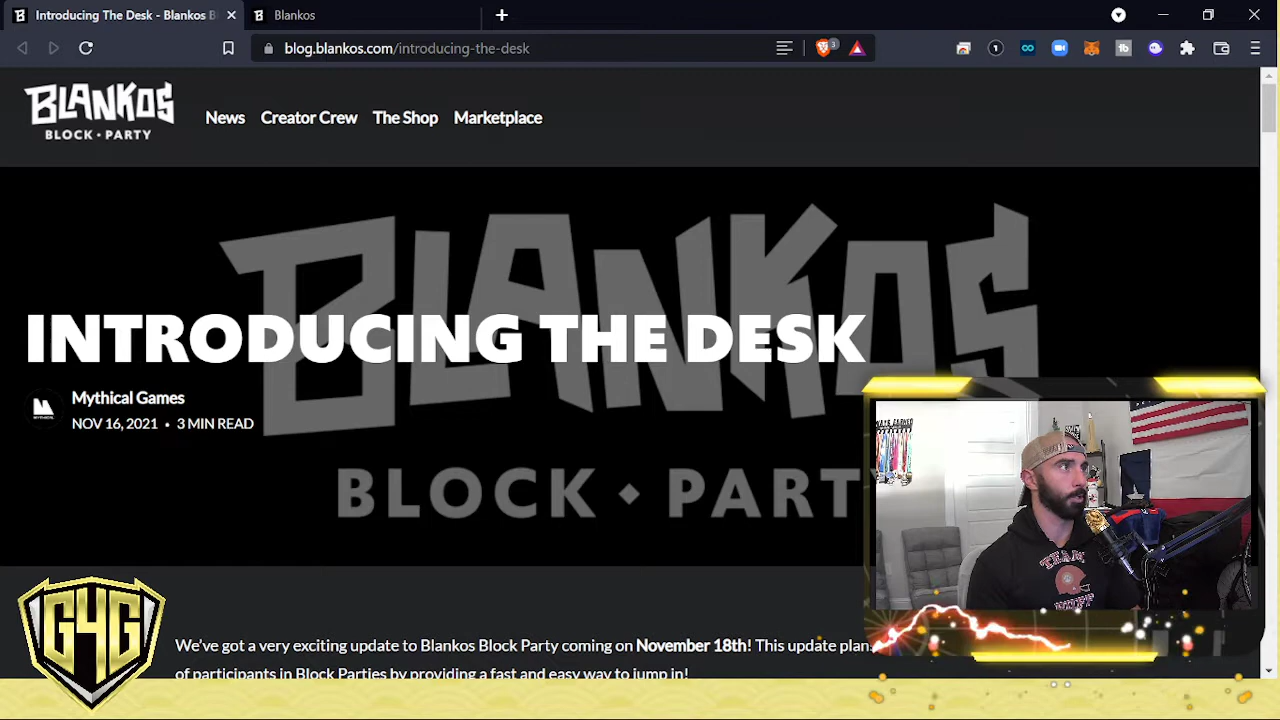 Introducing The Desk - Blankos B
Blankos
blog.blankos.com/introducing-the-desk
BLANKOS
BLOCK • PARTY
News
Creator Crew
The Shop
Marketplace
BLANKOS
INTRODUCING THE DESK
Mythical Games
NOV 16, 2021 • 3 MIN READ
BLOCK ◆ PART
G4G
We've got a very exciting update to Blankos Block Party coming on November 18th! This update plan
of participants in Block Parties by providing a fast and easy way to jump in!
TEAM